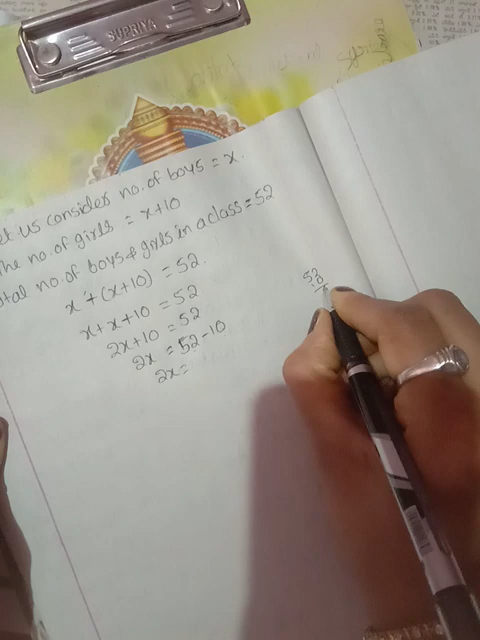 SUPRIYA
et us consider no. of boys = x.
The no. of girls = x+10
otal no. of boys & girls in a class = 52
x + (x+10) = 52.
x+x+10 = 52
2x+10 = 52
2x = 52-10
2x =
52